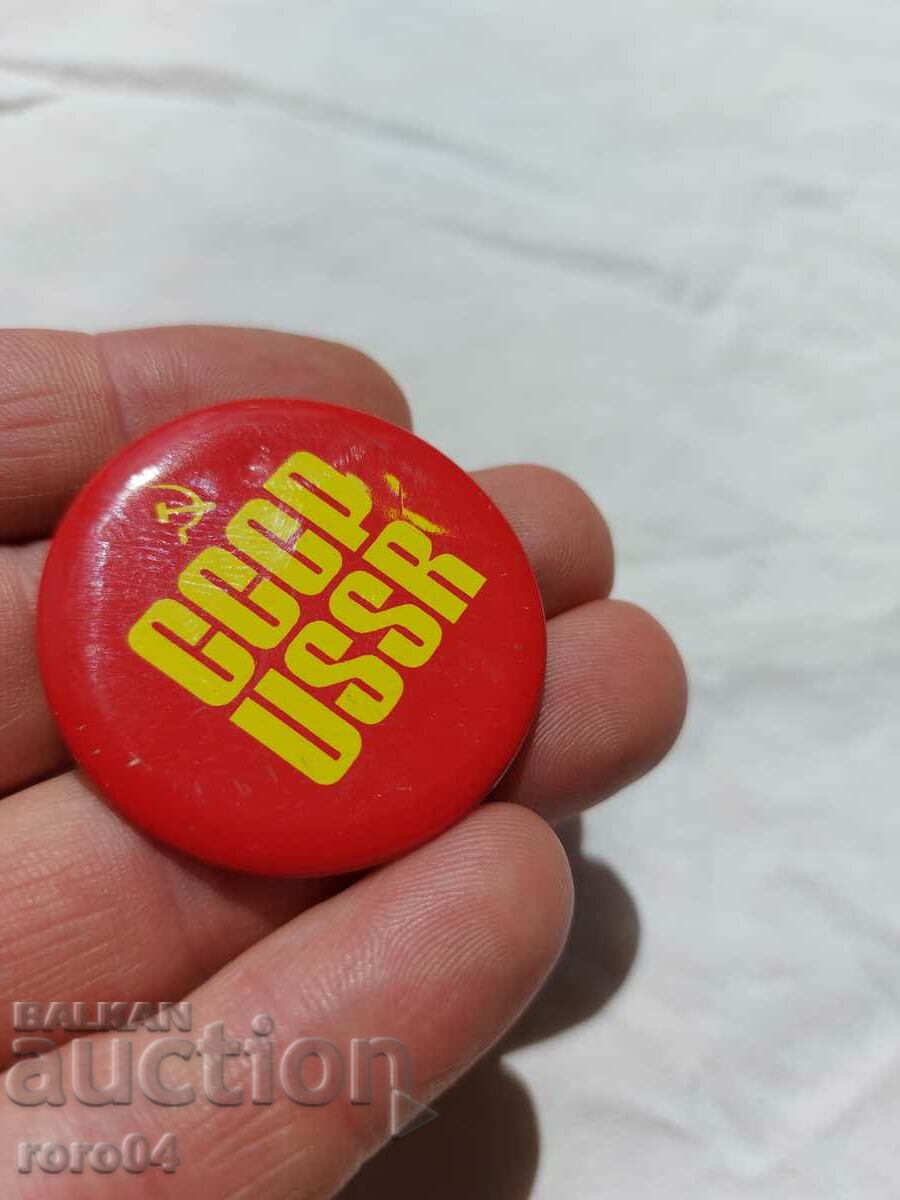 СССР
USSR
BALKAN
auction
roro04